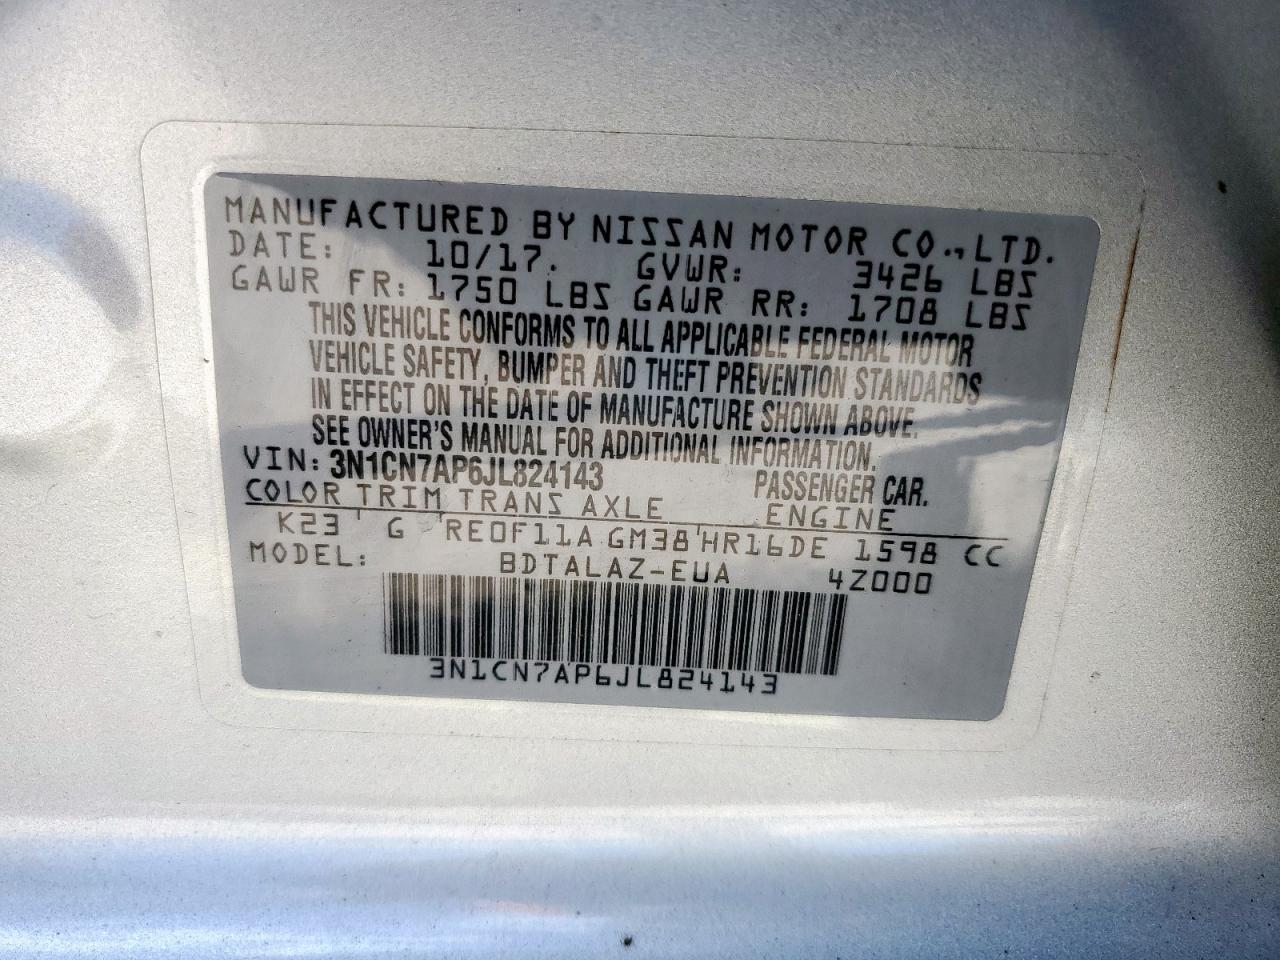 MANUFACTURED BY NISSAN MOTOR CO., LTD.
DATE: 10/17. GVWR: 3426 LBS
GAWR FR: 1750 LBS GAWR RR: 1708 LBS
THIS VEHICLE CONFORMS TO ALL APPLICABLE FEDERAL MOTOR
VEHICLE SAFETY, BUMPER AND THEFT PREVENTION STANDARDS
IN EFFECT ON THE DATE OF MANUFACTURE SHOWN ABOVE.
SEE OWNER'S MANUAL FOR ADDITIONAL INFORMATION.
VIN: 3N1CN7AP6JL824143 PASSENGER CAR.
COLOR TRIM TRANS AXLE ENGINE
K23 G RE0F11A GM38 HR16DE 1598 CC
MODEL: BDTALAZ-EUA 4Z000
3N1CN7AP6JL824143